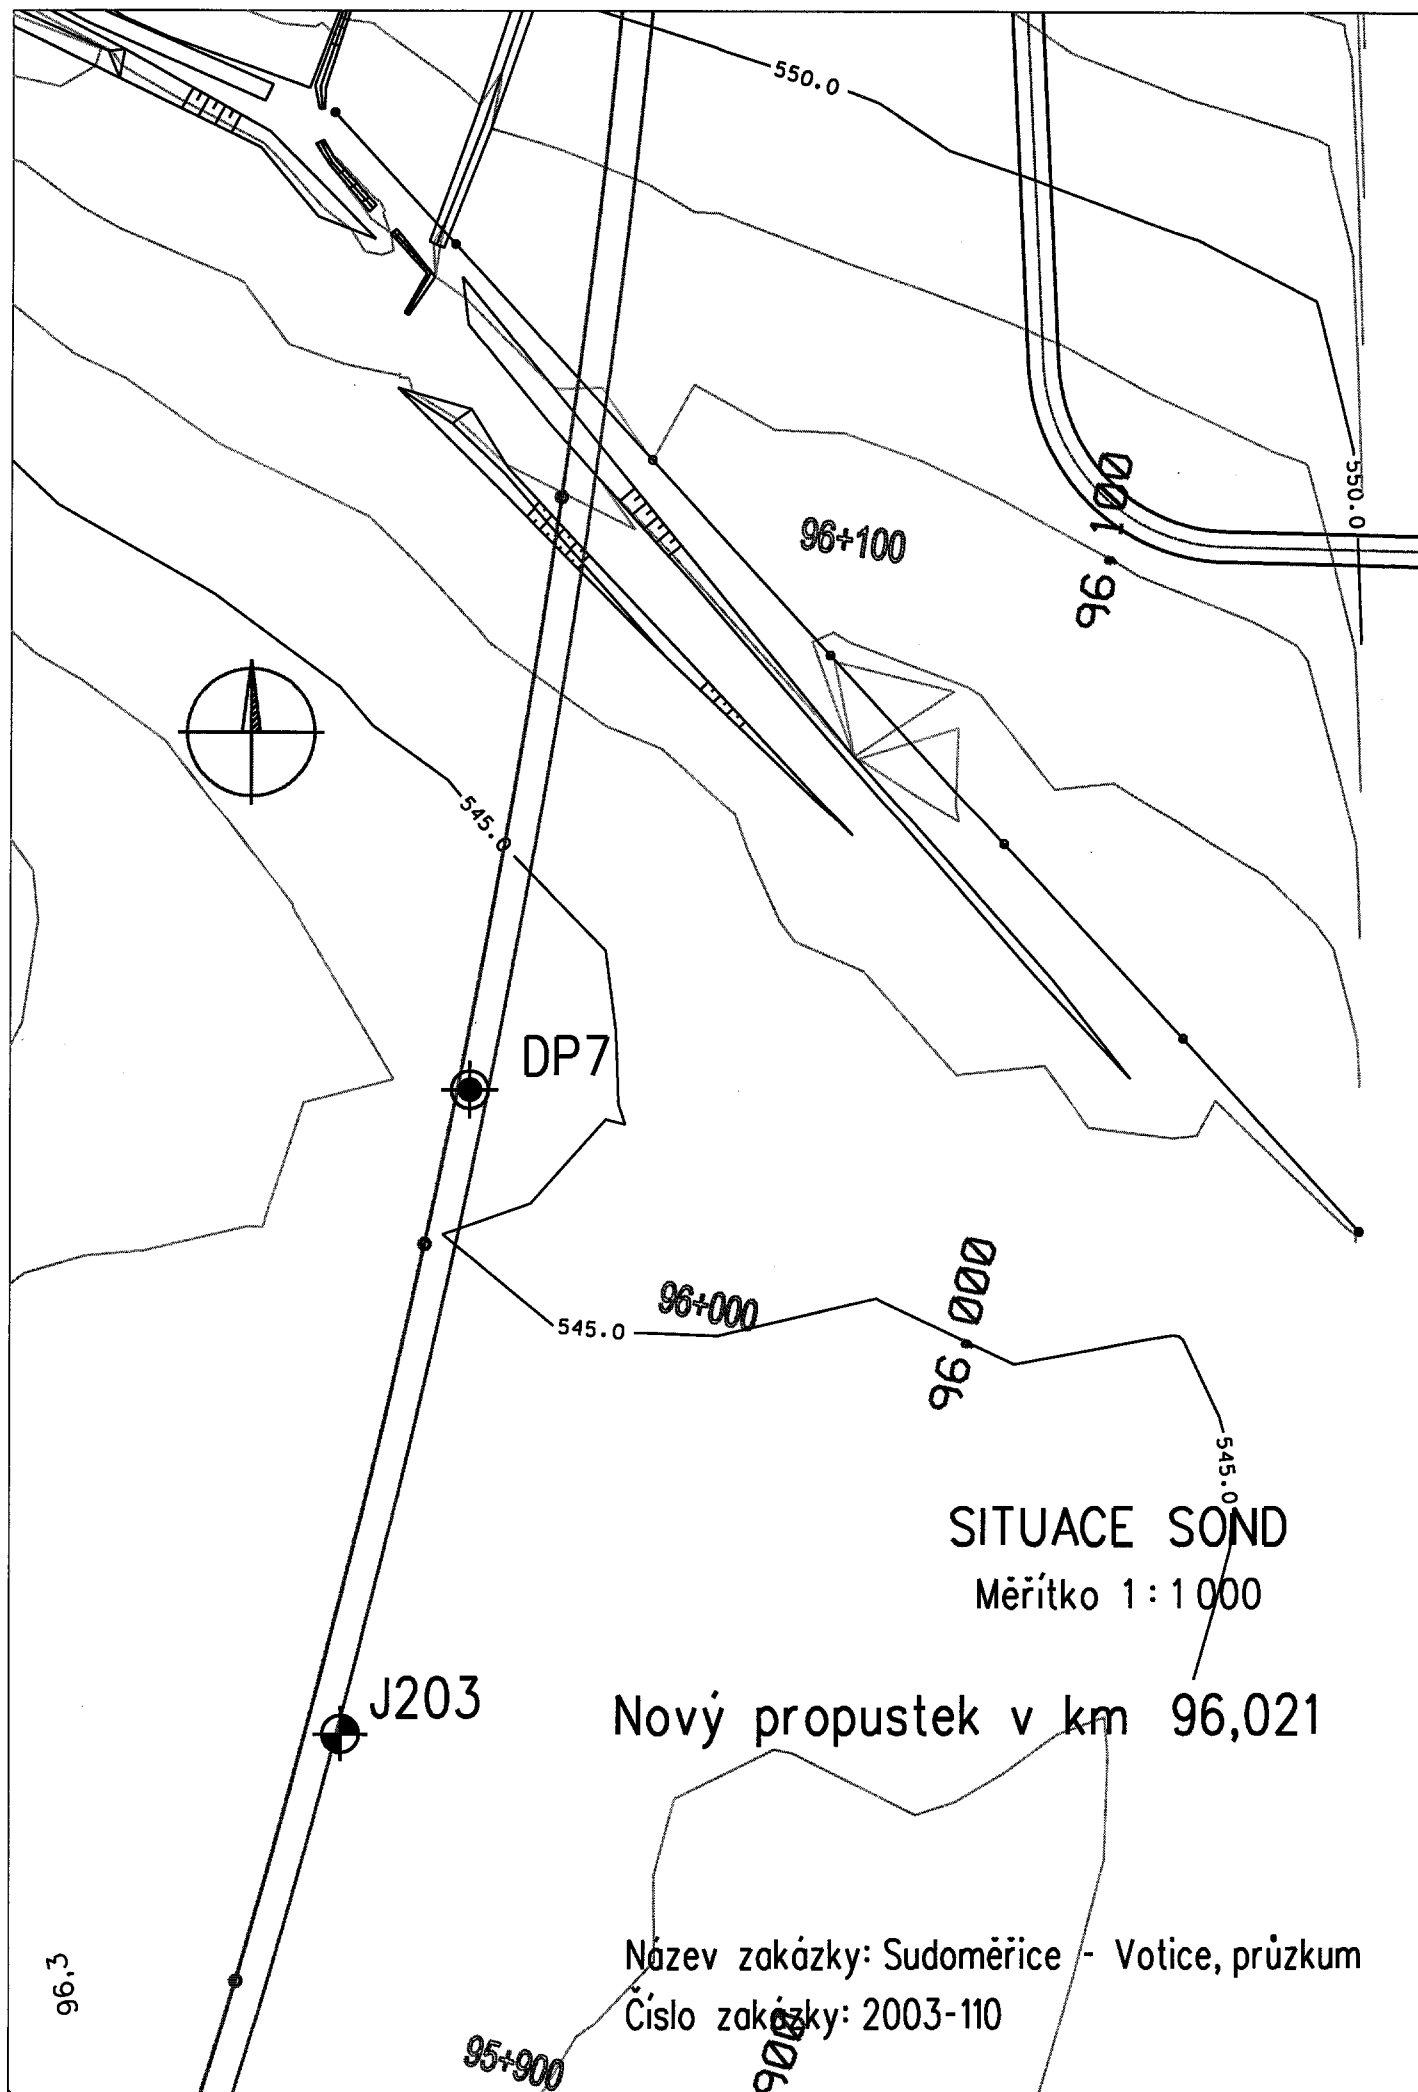 550.0
550.0
96+100
96 100
545.0
DP7
96+000
96 000
545.0
545.0
SITUACE SOND
Měřítko 1:1000
J203
Nový propustek v km 96,021
Název zakázky: Sudoměřice - Votice, průzkum
Číslo zakázky: 2003-110
96,3
95+900
900